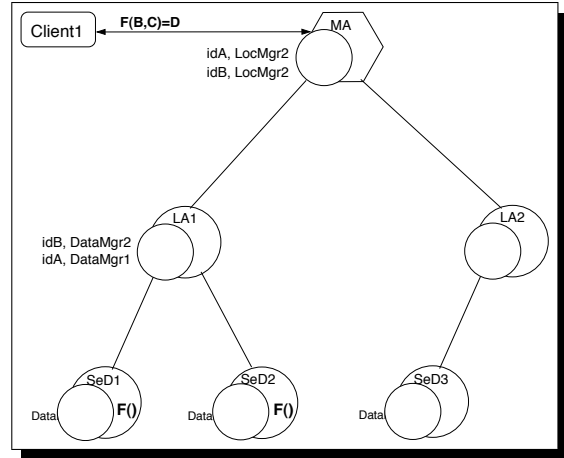 F(B,C)=D
Client1
MA
idA, LocMgr2
idB, LocMgr2
LA1
LA2
idB, DataMgr2
idA, DataMgr1
SeD1
SeD2
SeD3
Data
F()
Data
F()
Data